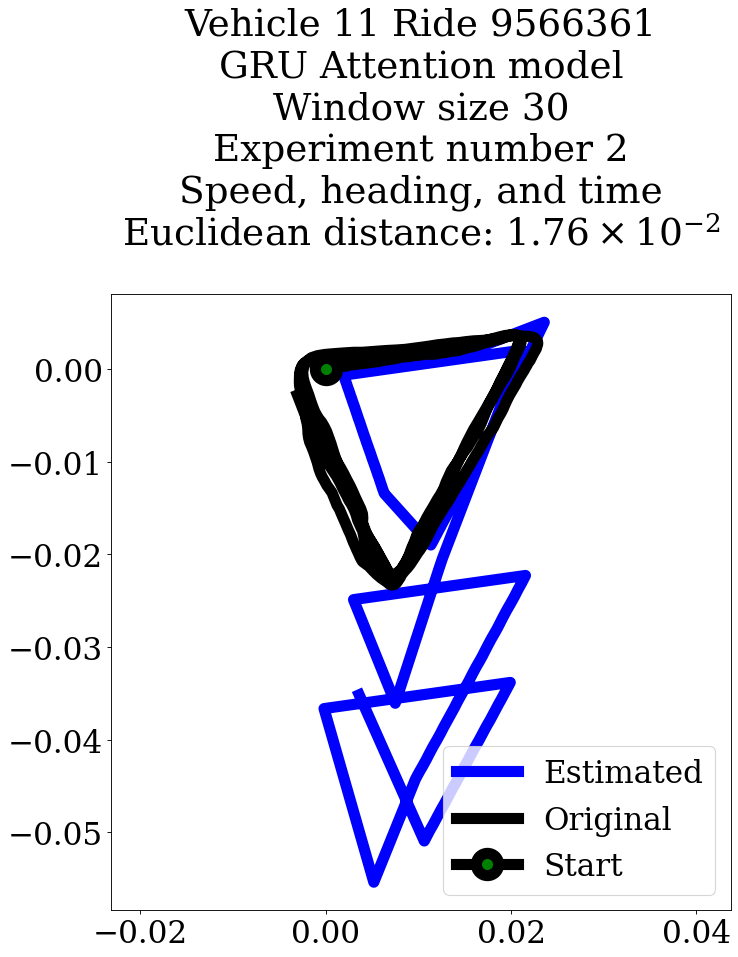 Vehicle 11 Ride 9566361
GRU Attention model
Window size 30
Experiment number 2
Speed, heading, and time
Euclidean distance: 1.76 × 10⁻²
0.00
−0.01
−0.02
−0.03
−0.04
−0.05
Estimated
Original
Start
−0.02 0.00 0.02 0.04